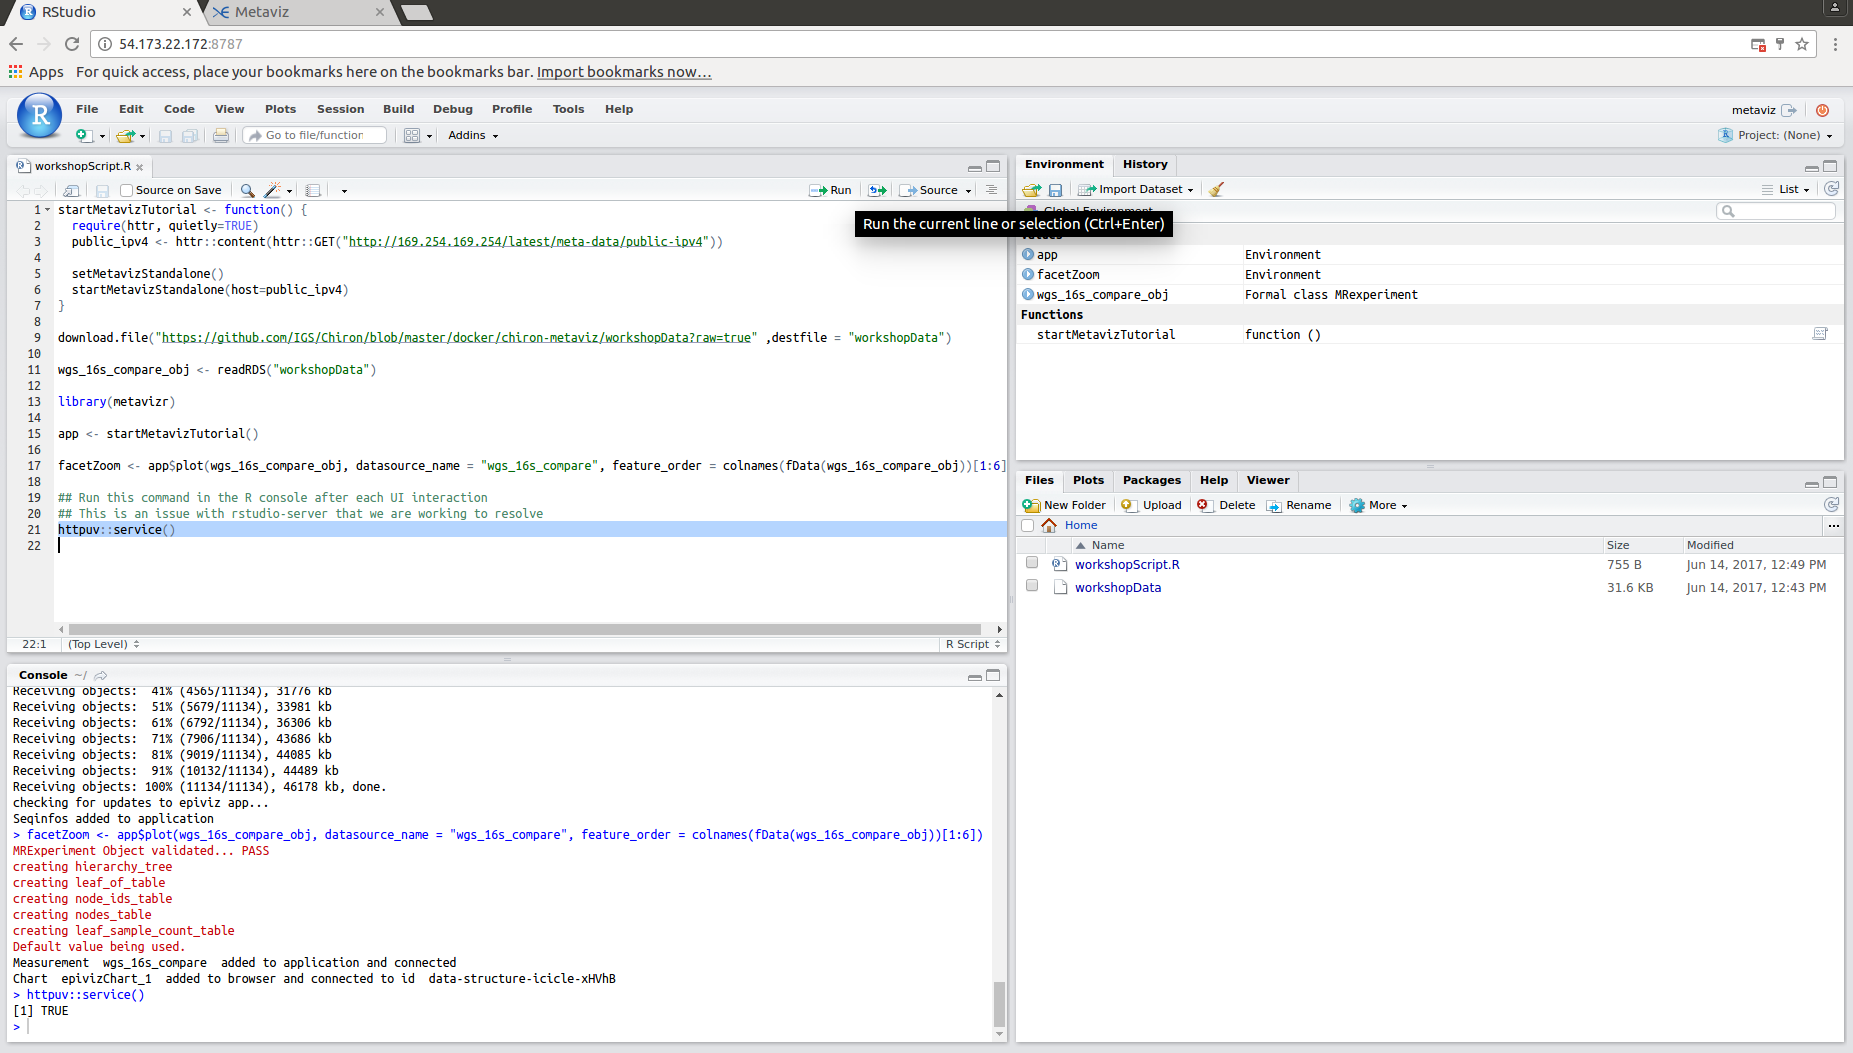 RStudio
Metaviz
54.173.22.172:8787
Apps For quick access, place your bookmarks here on the bookmarks bar. Import bookmarks now...
File Edit Code View Plots Session Build Debug Profile Tools Help
metaviz
Go to file/function
Addins
Project: (None)
workshopScript.R
Source on Save
Run
Source
1 startMetavizTutorial <- function() {
2 require(httr, quietly=TRUE)
3 public_ipv4 <- httr::content(httr::GET("http://169.254.169.254/latest/meta-data/public-ipv4"))
4
5 setMetavizStandalone()
6 startMetavizStandalone(host=public_ipv4)
7 }
8
9 download.file("https://github.com/IGS/Chiron/blob/master/docker/chiron-metaviz/workshopData?raw=true" ,destfile = "workshopData")
10
11 wgs_16s_compare_obj <- readRDS("workshopData")
12
13 library(metavizr)
14
15 app <- startMetavizTutorial()
16
17 facetZoom <- app$plot(wgs_16s_compare_obj, datasource_name = "wgs_16s_compare", feature_order = colnames(fData(wgs_16s_compare_obj))[1:6]
18
19 ## Run this command in the R console after each UI interaction
20 ## This is an issue with rstudio-server that we are working to resolve
21 httpuv::service()
22
22:1 (Top Level)
R Script
Console ~/
Receiving objects: 41% (4565/11134), 31776 kb
Receiving objects: 51% (5679/11134), 33981 kb
Receiving objects: 61% (6792/11134), 36306 kb
Receiving objects: 71% (7906/11134), 43686 kb
Receiving objects: 81% (9019/11134), 44085 kb
Receiving objects: 91% (10132/11134), 44489 kb
Receiving objects: 100% (11134/11134), 46178 kb, done.
checking for updates to epiviz app...
Seqinfos added to application
> facetZoom <- app$plot(wgs_16s_compare_obj, datasource_name = "wgs_16s_compare", feature_order = colnames(fData(wgs_16s_compare_obj))[1:6])
MRExperiment Object validated... PASS
creating hierarchy_tree
creating leaf_of_table
creating node_ids_table
creating nodes_table
creating leaf_sample_count_table
Default value being used.
Measurement wgs_16s_compare added to application and connected
Chart epivizChart_1 added to browser and connected to id data-structure-icicle-xHVhB
> httpuv::service()
[1] TRUE
>
Environment History
Import Dataset
List
Global Environment
Run the current line or selection (Ctrl+Enter)
app Environment
facetZoom Environment
wgs_16s_compare_obj Formal class MRexperiment
Functions
startMetavizTutorial function ()
Files Plots Packages Help Viewer
New Folder Upload Delete Rename More
Home
Name Size Modified
workshopScript.R 755 B Jun 14, 2017, 12:49 PM
workshopData 31.6 KB Jun 14, 2017, 12:43 PM